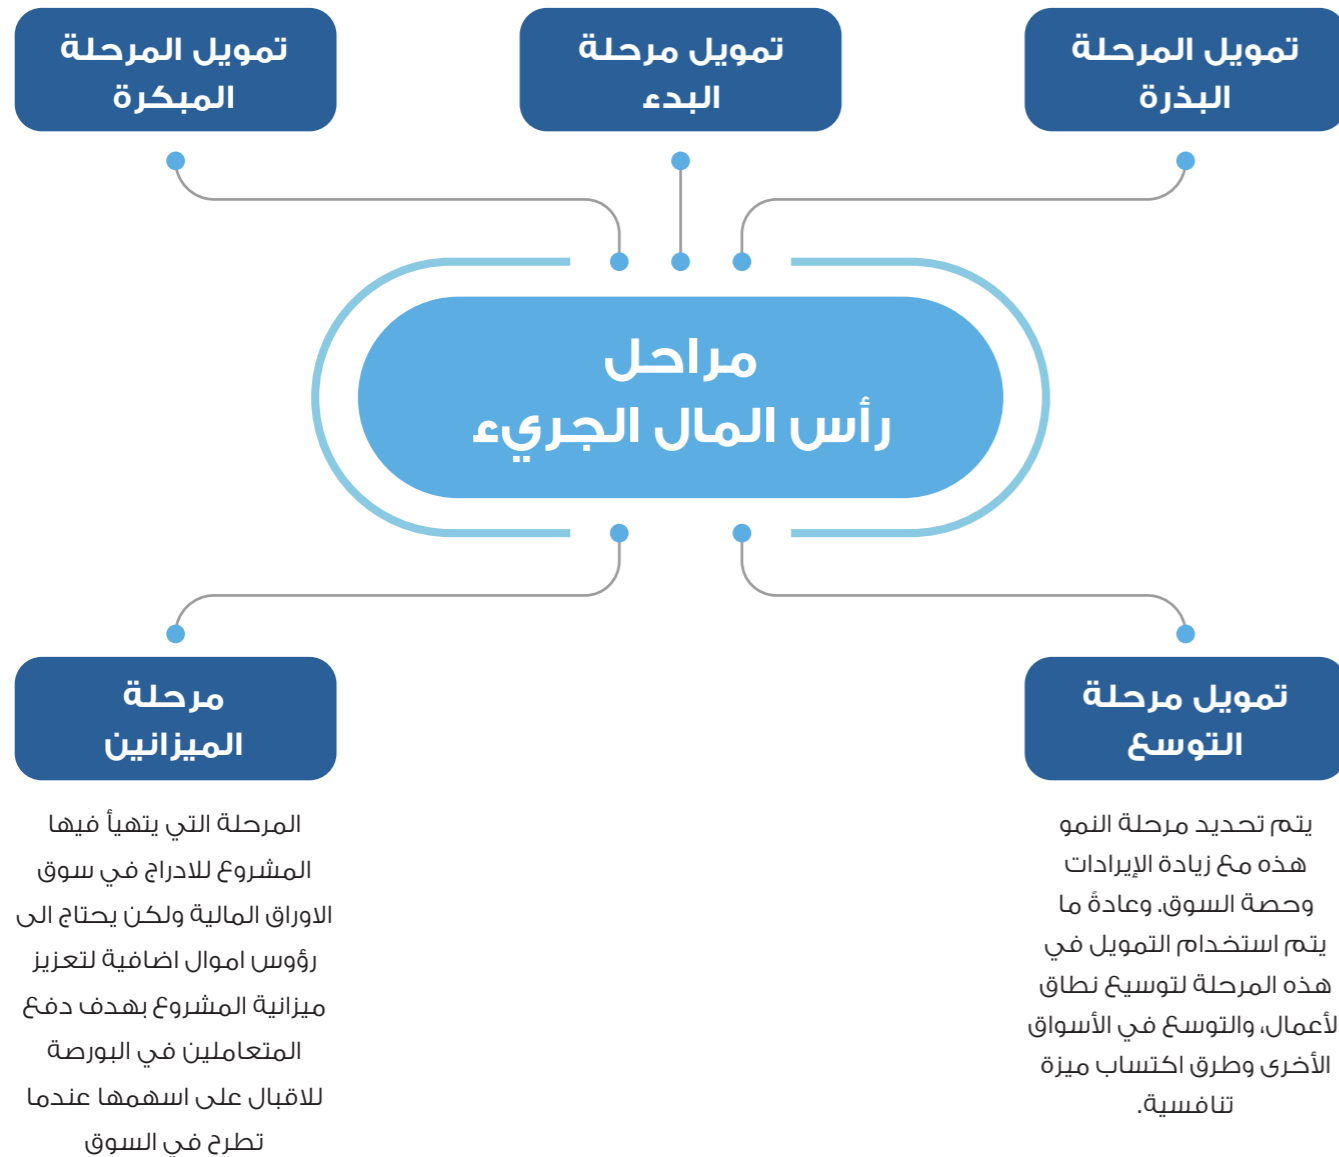 تمويل المرحلة
البذرة
تمويل مرحلة
البدء
تمويل المرحلة
المبكرة
مراحل
رأس المال الجريء
تمويل مرحلة
التوسع
يتم تحديد مرحلة النمو
هذه مع زيادة الإيرادات
وحصة السوق. وعادةً ما
يتم استخدام التمويل في
هذه المرحلة لتوسيع نطاق
لأعمال، والتوسع في الأسواق
الأخرى وطرق اكتساب ميزة
تنافسية.
مرحلة
الميزانين
المرحلة التي يتهيأ فيها
المشروع للادراج في سوق
الاوراق المالية ولكن يحتاج الى
رؤوس اموال اضافية لتعزيز
ميزانية المشروع بهدف دفع
المتعاملين في البورصة
للاقبال على اسهمها عندما
تطرح في السوق